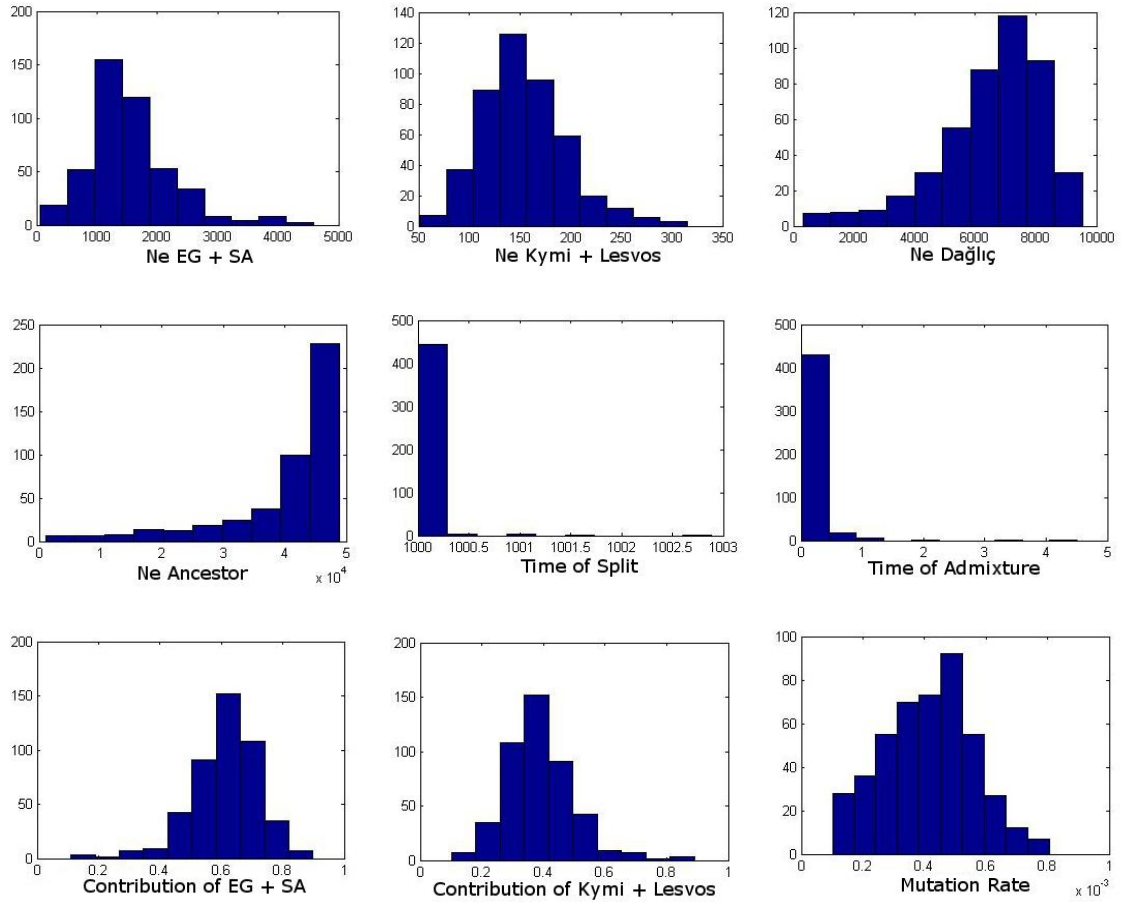 200
150
100
50
0
0 1000 2000 3000 4000 5000
Ne EG + SA
140
120
100
80
60
40
20
0
50 100 150 200 250 300 350
Ne Kymi + Lesvos
120
100
80
60
40
20
0
0 2000 4000 6000 8000 10000
Ne Dağlıç
250
200
150
100
50
0
0 1 2 3 4 5
x 10⁴
Ne Ancestor
500
400
300
200
100
0
1000 1000.5 1001 1001.5 1002 1002.5 1003
Time of Split
500
400
300
200
100
0
0 1 2 3 4 5
Time of Admixture
200
150
100
50
0
0 0.2 0.4 0.6 0.8 1
Contribution of EG + SA
200
150
100
50
0
0 0.2 0.4 0.6 0.8 1
Contribution of Kymi + Lesvos
100
80
60
40
20
0
0 0.2 0.4 0.6 0.8 1
x 10⁻³
Mutation Rate